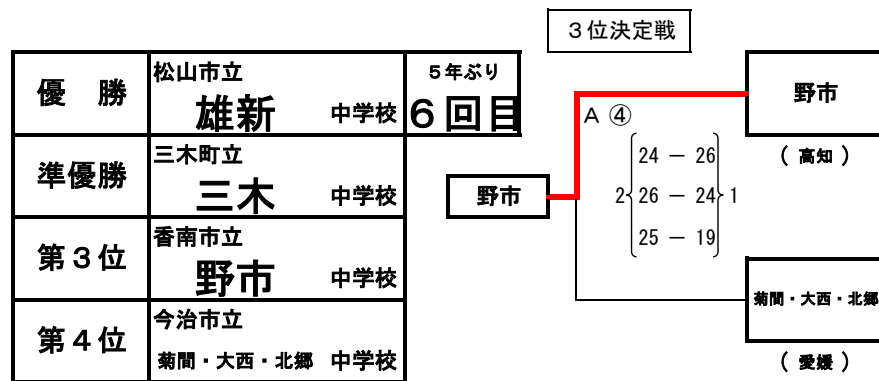 優　勝
松山市立
雄新　中学校
５年ぶり
６回目
準優勝
三木町立
三木　中学校
第３位
香南市立
野市　中学校
第４位
今治市立
菊間・大西・北郷　中学校
３位決定戦
野市
( 高知 )
A ④
野市
2
24 － 26
26 － 24
25 － 19
1
菊間・大西・北郷
( 愛媛 )